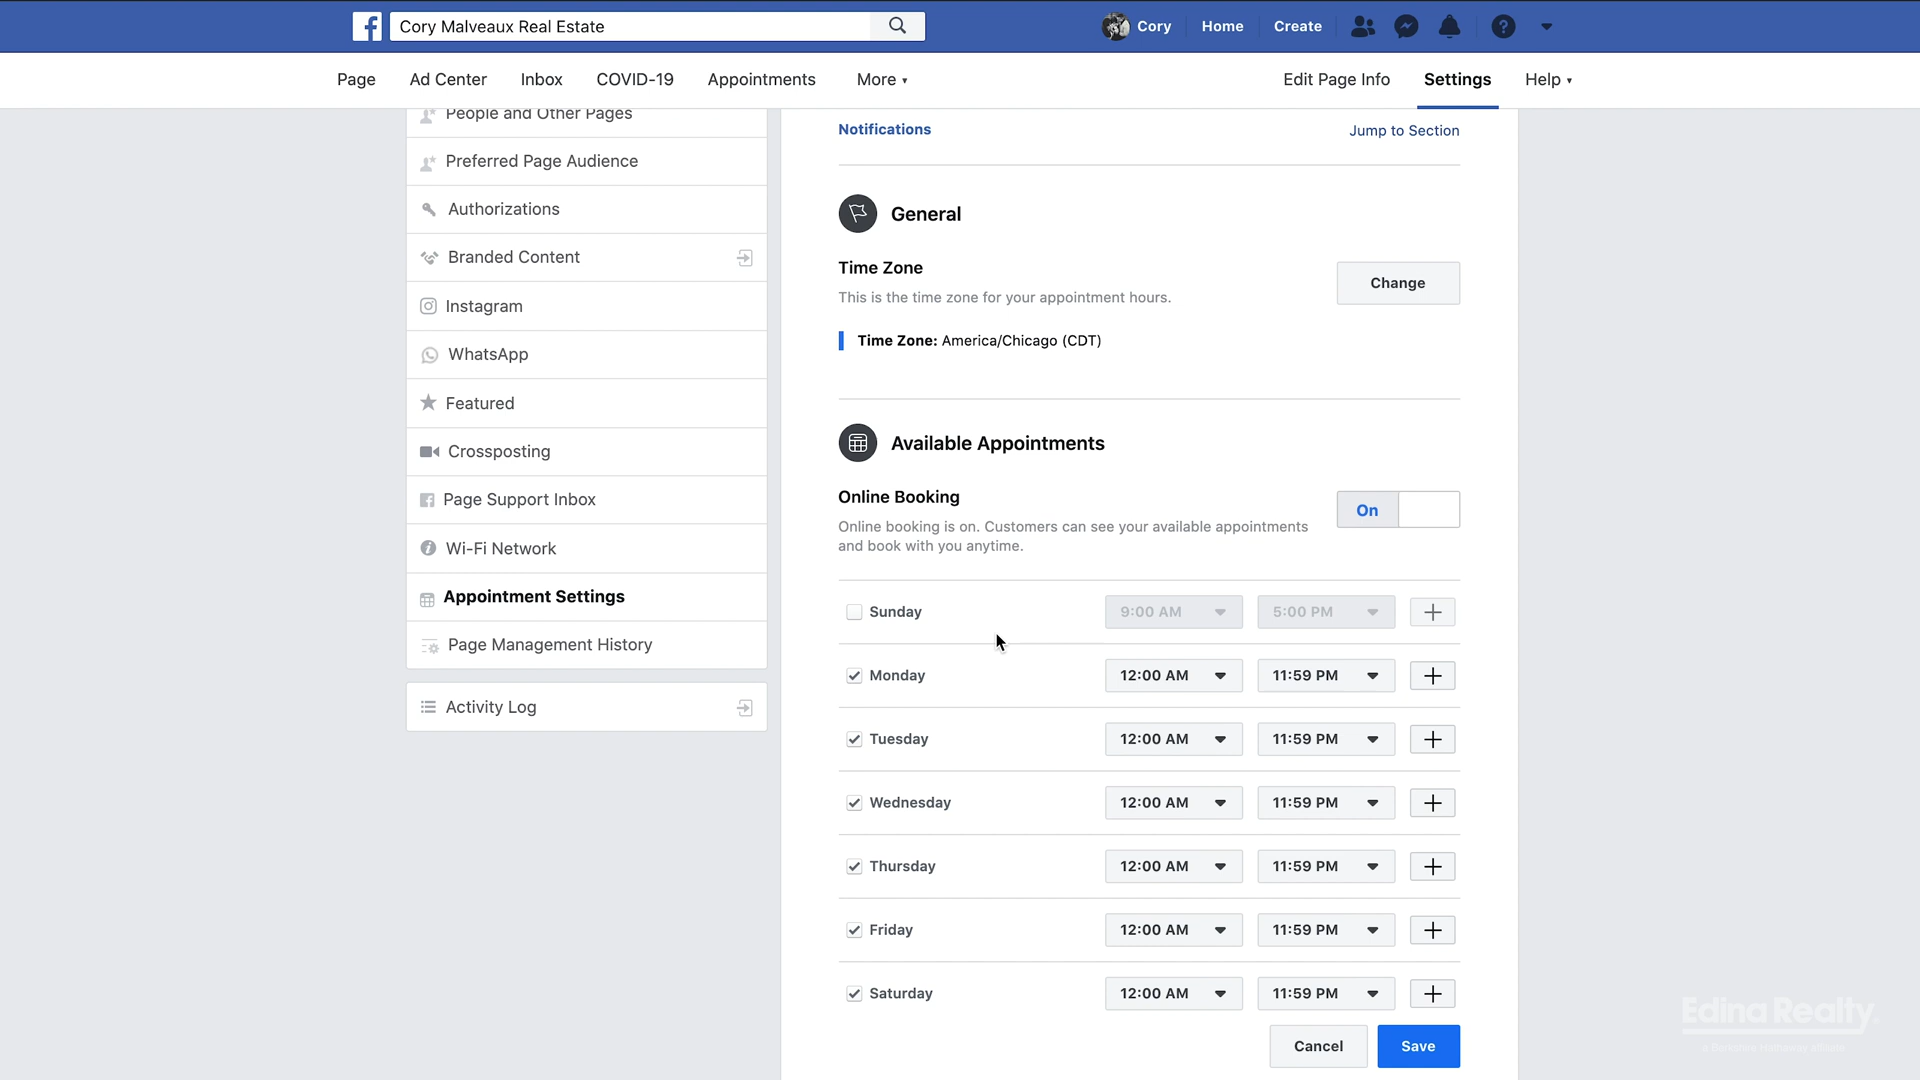 Cory Malveaux Real Estate
Cory
Home
Create
Page
Ad Center
Inbox
COVID-19
Appointments
More
Edit Page Info
Settings
Help
People and Other Pages
Preferred Page Audience
Authorizations
Branded Content
Instagram
WhatsApp
Featured
Crossposting
Page Support Inbox
Wi-Fi Network
Appointment Settings
Page Management History
Activity Log
Notifications
Jump to Section
General
Time Zone
This is the time zone for your appointment hours.
Change
Time Zone: America/Chicago (CDT)
Available Appointments
Online Booking
Online booking is on. Customers can see your available appointments
and book with you anytime.
On
Sunday 9:00 AM 5:00 PM
Monday 12:00 AM 11:59 PM
Tuesday 12:00 AM 11:59 PM
Wednesday 12:00 AM 11:59 PM
Thursday 12:00 AM 11:59 PM
Friday 12:00 AM 11:59 PM
Saturday 12:00 AM 11:59 PM
Cancel
Save
Edina Realty